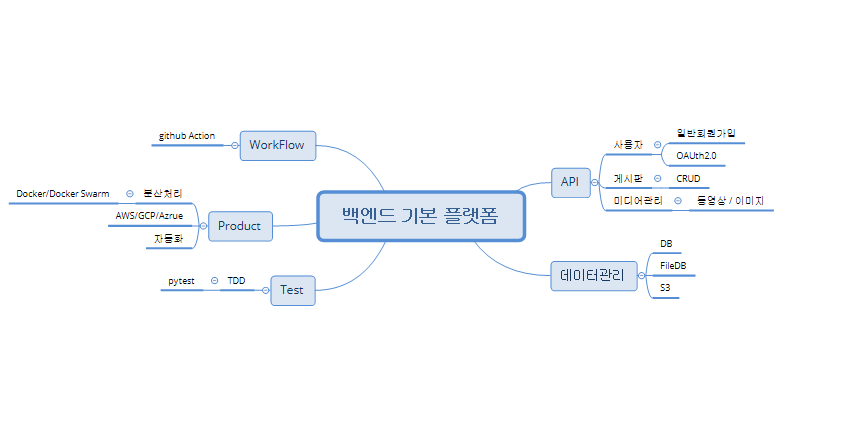 백엔드 기본 플랫폼
WorkFlow
github Action
Product
분산처리
Docker/Docker Swarm
AWS/GCP/Azrue
자동화
Test
TDD
pytest
API
사용자
일반회원가입
OAUth2.0
게시판
CRUD
미디어관리
동영상 / 이미지
데이터관리
DB
FileDB
S3